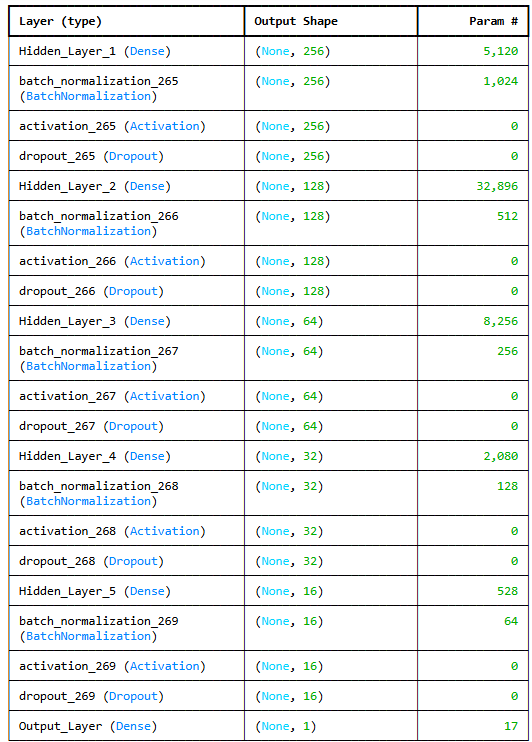 Layer (type) Output Shape Param #
Hidden_Layer_1 (Dense) (None, 256) 5,120
batch_normalization_265 (None, 256) 1,024
(BatchNormalization)
activation_265 (Activation) (None, 256) 0
dropout_265 (Dropout) (None, 256) 0
Hidden_Layer_2 (Dense) (None, 128) 32,896
batch_normalization_266 (None, 128) 512
(BatchNormalization)
activation_266 (Activation) (None, 128) 0
dropout_266 (Dropout) (None, 128) 0
Hidden_Layer_3 (Dense) (None, 64) 8,256
batch_normalization_267 (None, 64) 256
(BatchNormalization)
activation_267 (Activation) (None, 64) 0
dropout_267 (Dropout) (None, 64) 0
Hidden_Layer_4 (Dense) (None, 32) 2,080
batch_normalization_268 (None, 32) 128
(BatchNormalization)
activation_268 (Activation) (None, 32) 0
dropout_268 (Dropout) (None, 32) 0
Hidden_Layer_5 (Dense) (None, 16) 528
batch_normalization_269 (None, 16) 64
(BatchNormalization)
activation_269 (Activation) (None, 16) 0
dropout_269 (Dropout) (None, 16) 0
Output_Layer (Dense) (None, 1) 17